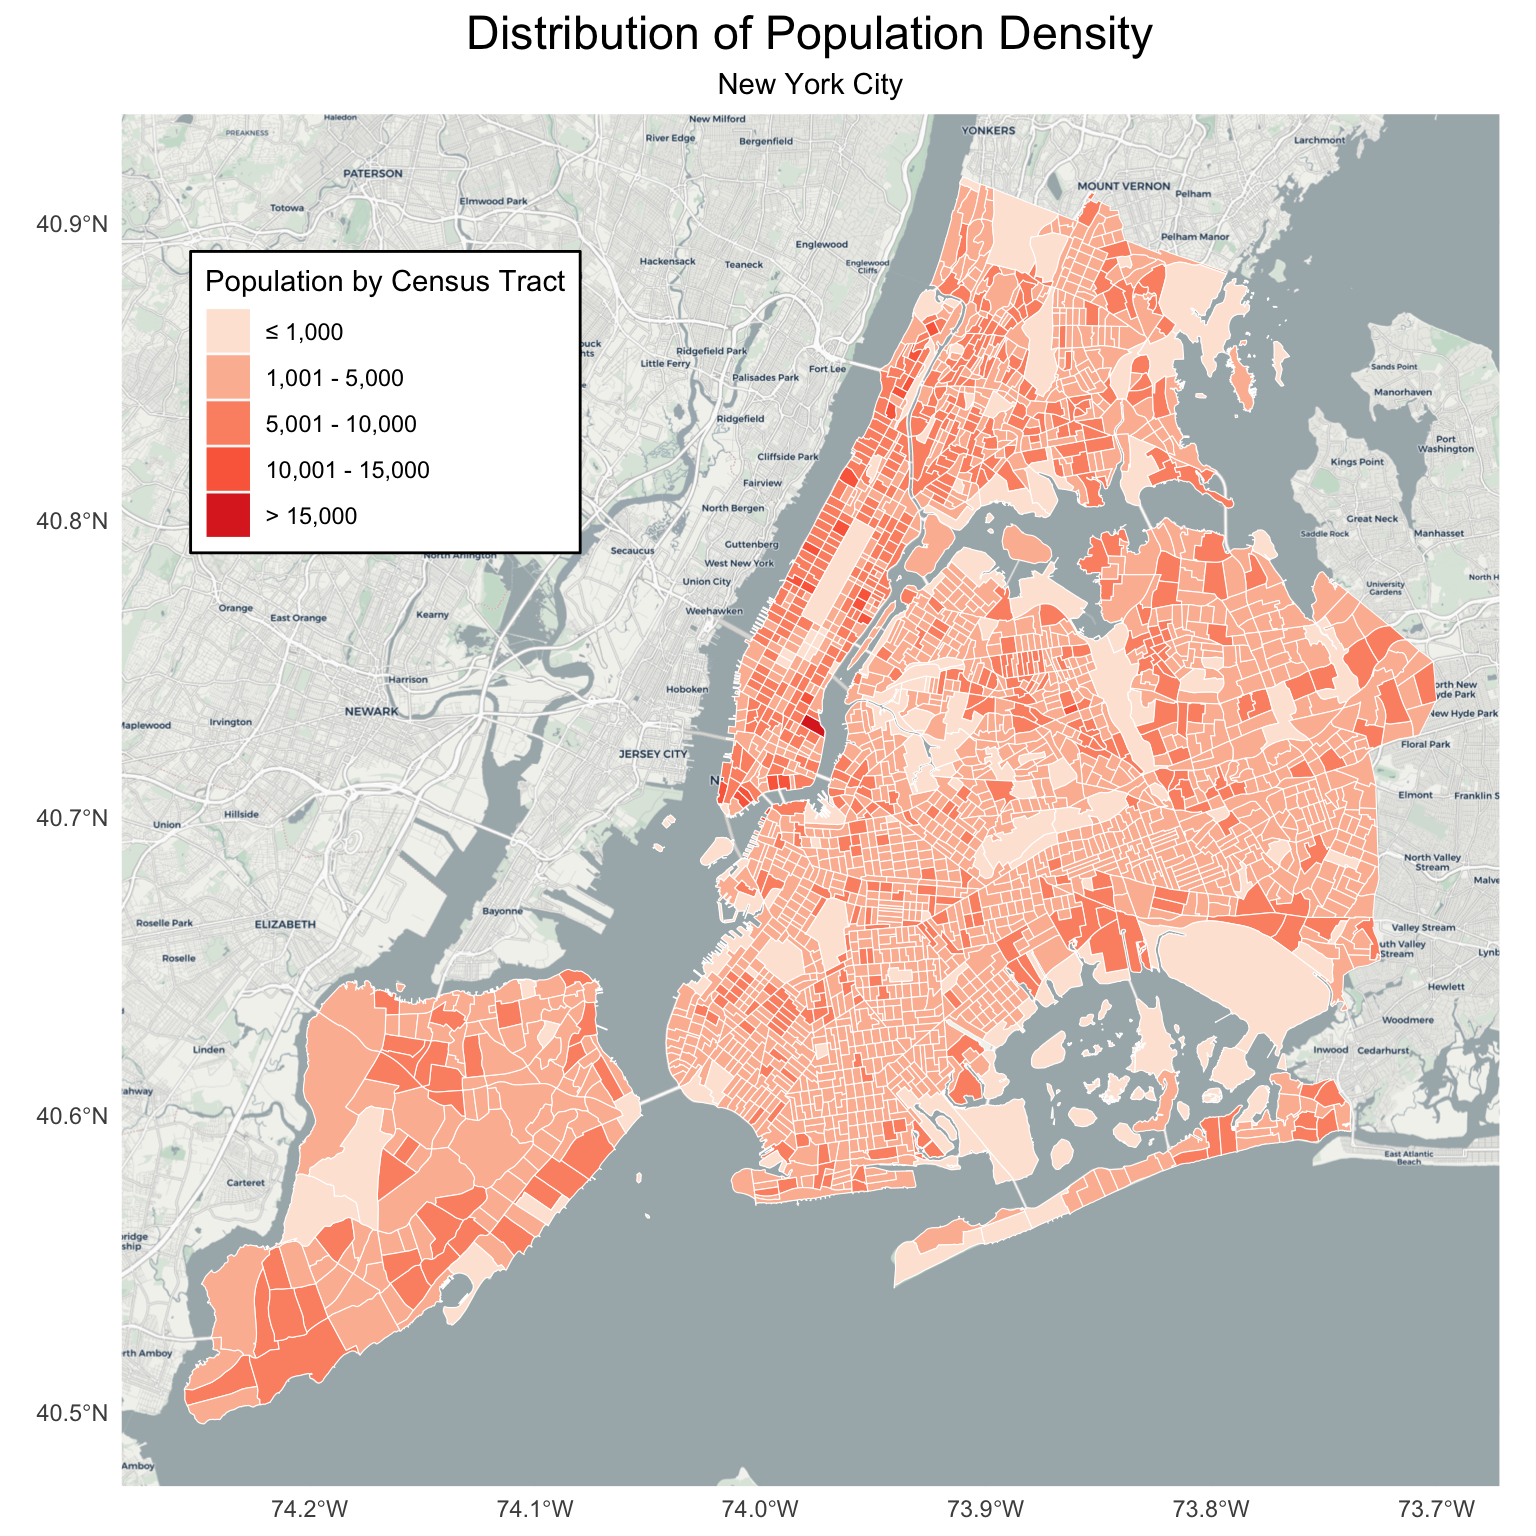 Distribution of Population Density
New York City
Haledon
PREAKNESS
New Milford
River Edge
Bergenfield
YONKERS
Larchmont
PATERSON
MOUNT VERNON
Pelham
Totowa
Elmwood Park
40.9°N
Pelham Manor
Englewood
Hackensack
Teaneck
Englewood
Cliffs
Population by Census Tract
≤ 1,000
1,001 - 5,000
5,001 - 10,000
10,001 - 15,000
> 15,000
Ridgefield Park
Little Ferry
Fort Lee
Palisades Park
Sands Point
Manorhaven
Ridgefield
Port
Washington
Cliffside Park
Kings Point
Fairview
North Bergen
Great Neck
40.8°N
Saddle Rock
Manhasset
Guttenberg
Secaucus
North Arlington
West New York
Union City
University
Gardens
North H
Orange
East Orange
Kearny
Weehawken
Harrison
Hoboken
orth New
yde Park
NEWARK
New Hyde Park
Maplewood
Irvington
JERSEY CITY
Floral Park
N
Elmont
Franklin S
40.7°N
Hillside
Union
North Valley
Stream
Malve
Bayonne
Roselle Park
ELIZABETH
Valley Stream
uth Valley
Stream
Lynb
Roselle
Hewlett
Woodmere
Linden
Inwood
Cedarhurst
ahway
40.6°N
East Atlantic
Beach
Carteret
bridge
ship
rth Amboy
40.5°N
Amboy
74.2°W
74.1°W
74.0°W
73.9°W
73.8°W
73.7°W